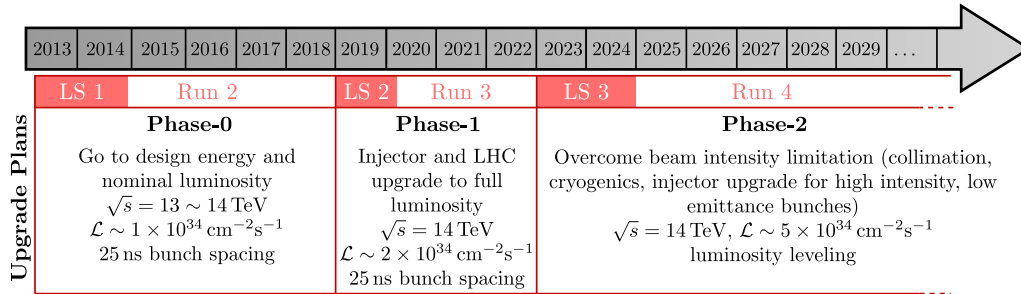 2013 2014 2015 2016 2017 2018 2019 2020 2021 2022 2023 2024 2025 2026 2027 2028 2029 ...
LS 1 Run 2 LS 2 Run 3 LS 3 Run 4
Upgrade Plans
Phase-0
Go to design energy and
nominal luminosity
√s = 13 ∼ 14 TeV
ℒ ∼ 1 × 10³⁴ cm⁻²s⁻¹
25 ns bunch spacing
Phase-1
Injector and LHC
upgrade to full
luminosity
√s = 14 TeV
ℒ ∼ 2 × 10³⁴ cm⁻²s⁻¹
25 ns bunch spacing
Phase-2
Overcome beam intensity limitation (collimation,
cryogenics, injector upgrade for high intensity, low
emittance bunches)
√s = 14 TeV, ℒ ∼ 5 × 10³⁴ cm⁻²s⁻¹
luminosity leveling